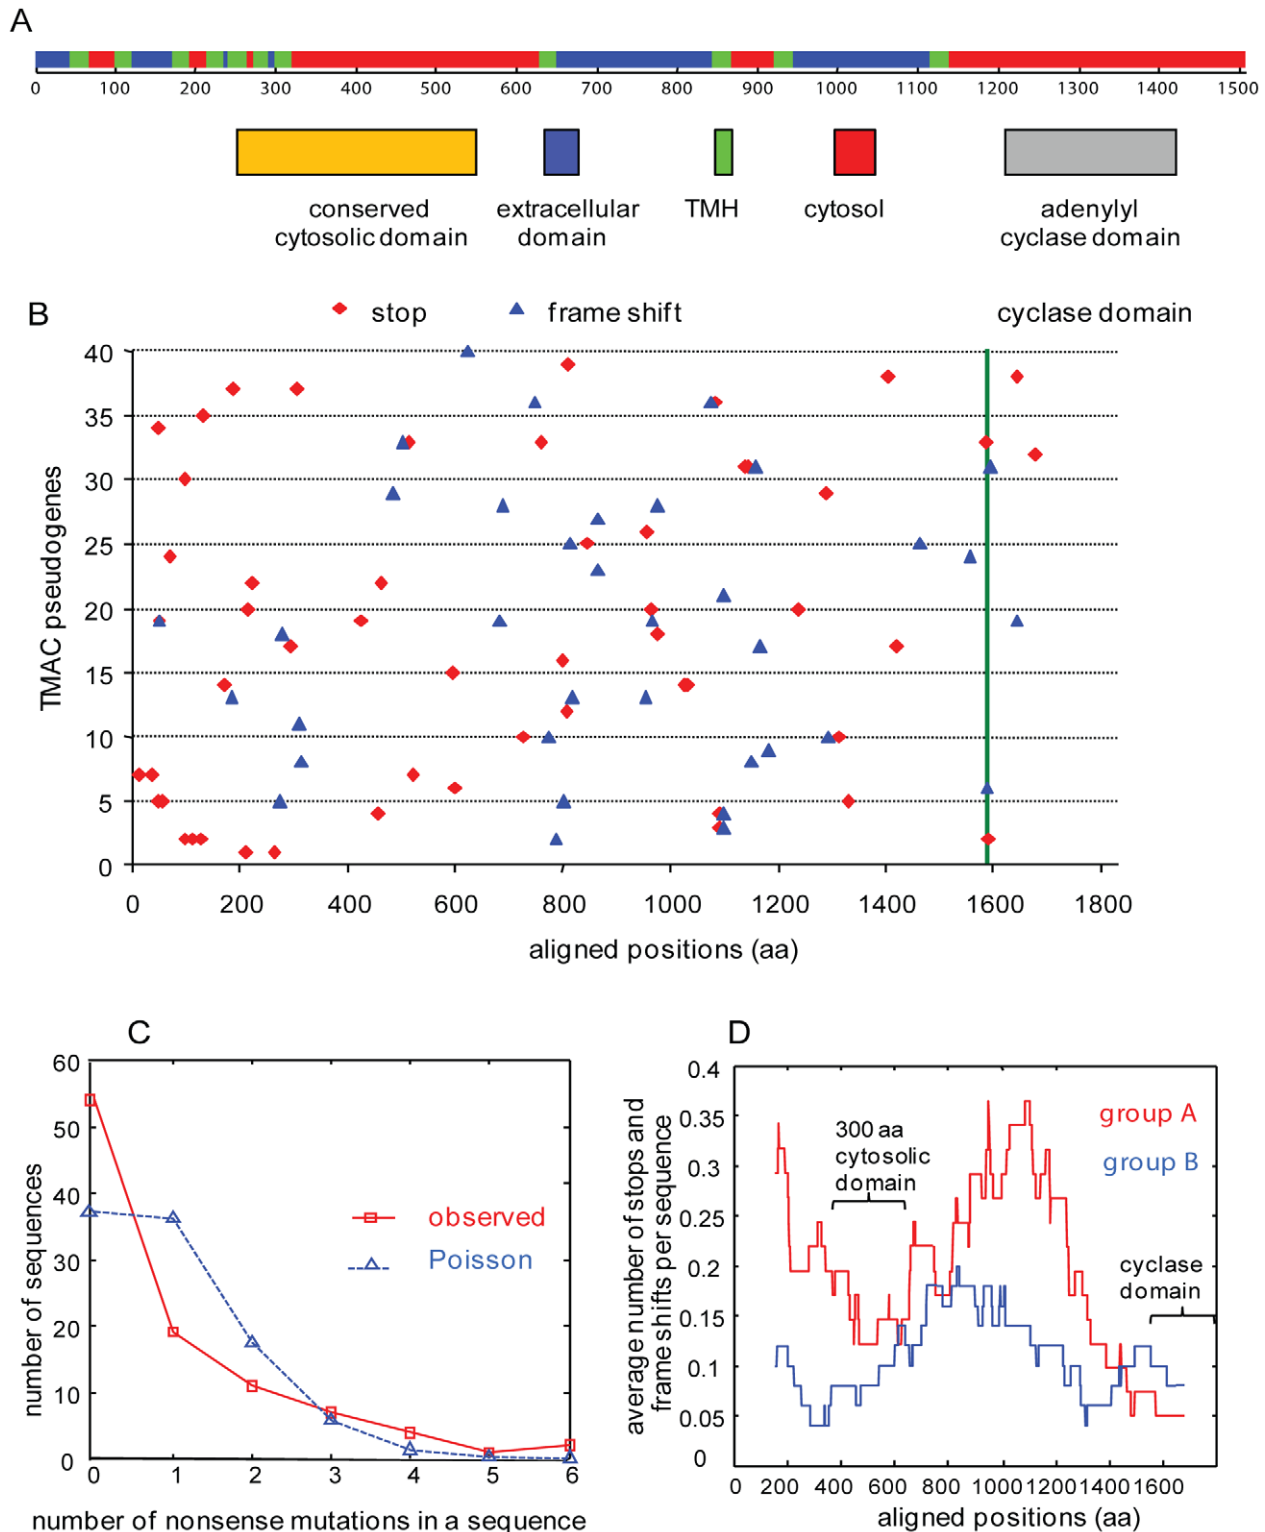 A
0 100 200 300 400 500 600 700 800 900 1000 1100 1200 1300 1400 1500
conserved cytosolic domain
extracellular domain
TMH
cytosol
adenylyl cyclase domain
B
stop
frame shift
cyclase domain
TMAC pseudogenes
40
35
30
25
20
15
10
5
0
0 200 400 600 800 1000 1200 1400 1600 1800
aligned positions (aa)
C
number of sequences
60
50
40
30
20
10
0
observed
Poisson
0 1 2 3 4 5 6
number of nonsense mutations in a sequence
D
average number of stops and
frame shifts per sequence
0.4
0.35
0.3
0.25
0.2
0.15
0.1
0.05
0
group A
group B
300 aa
cytosolic
domain
cyclase
domain
0 200 400 600 800 1000 1200 1400 1600
aligned positions (aa)